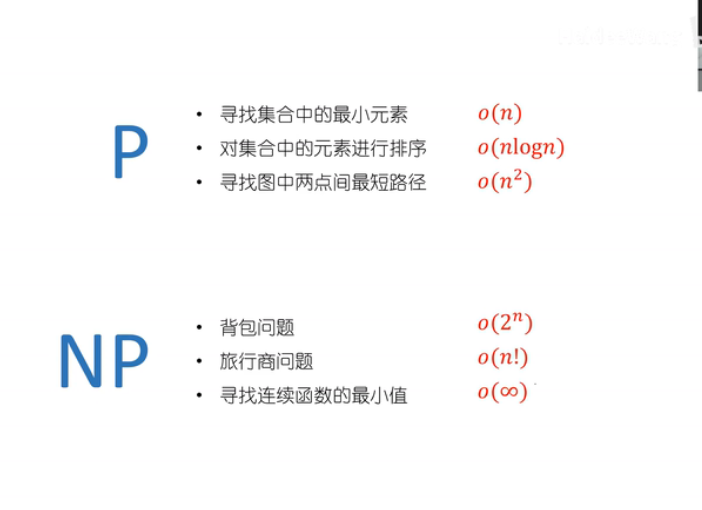 P
• 寻找集合中的最小元素 o(n)
• 对集合中的元素进行排序 o(nlogn)
• 寻找图中两点间最短路径 o(n²)
NP
• 背包问题 o(2ⁿ)
• 旅行商问题 o(n!)
• 寻找连续函数的最小值 o(∞)